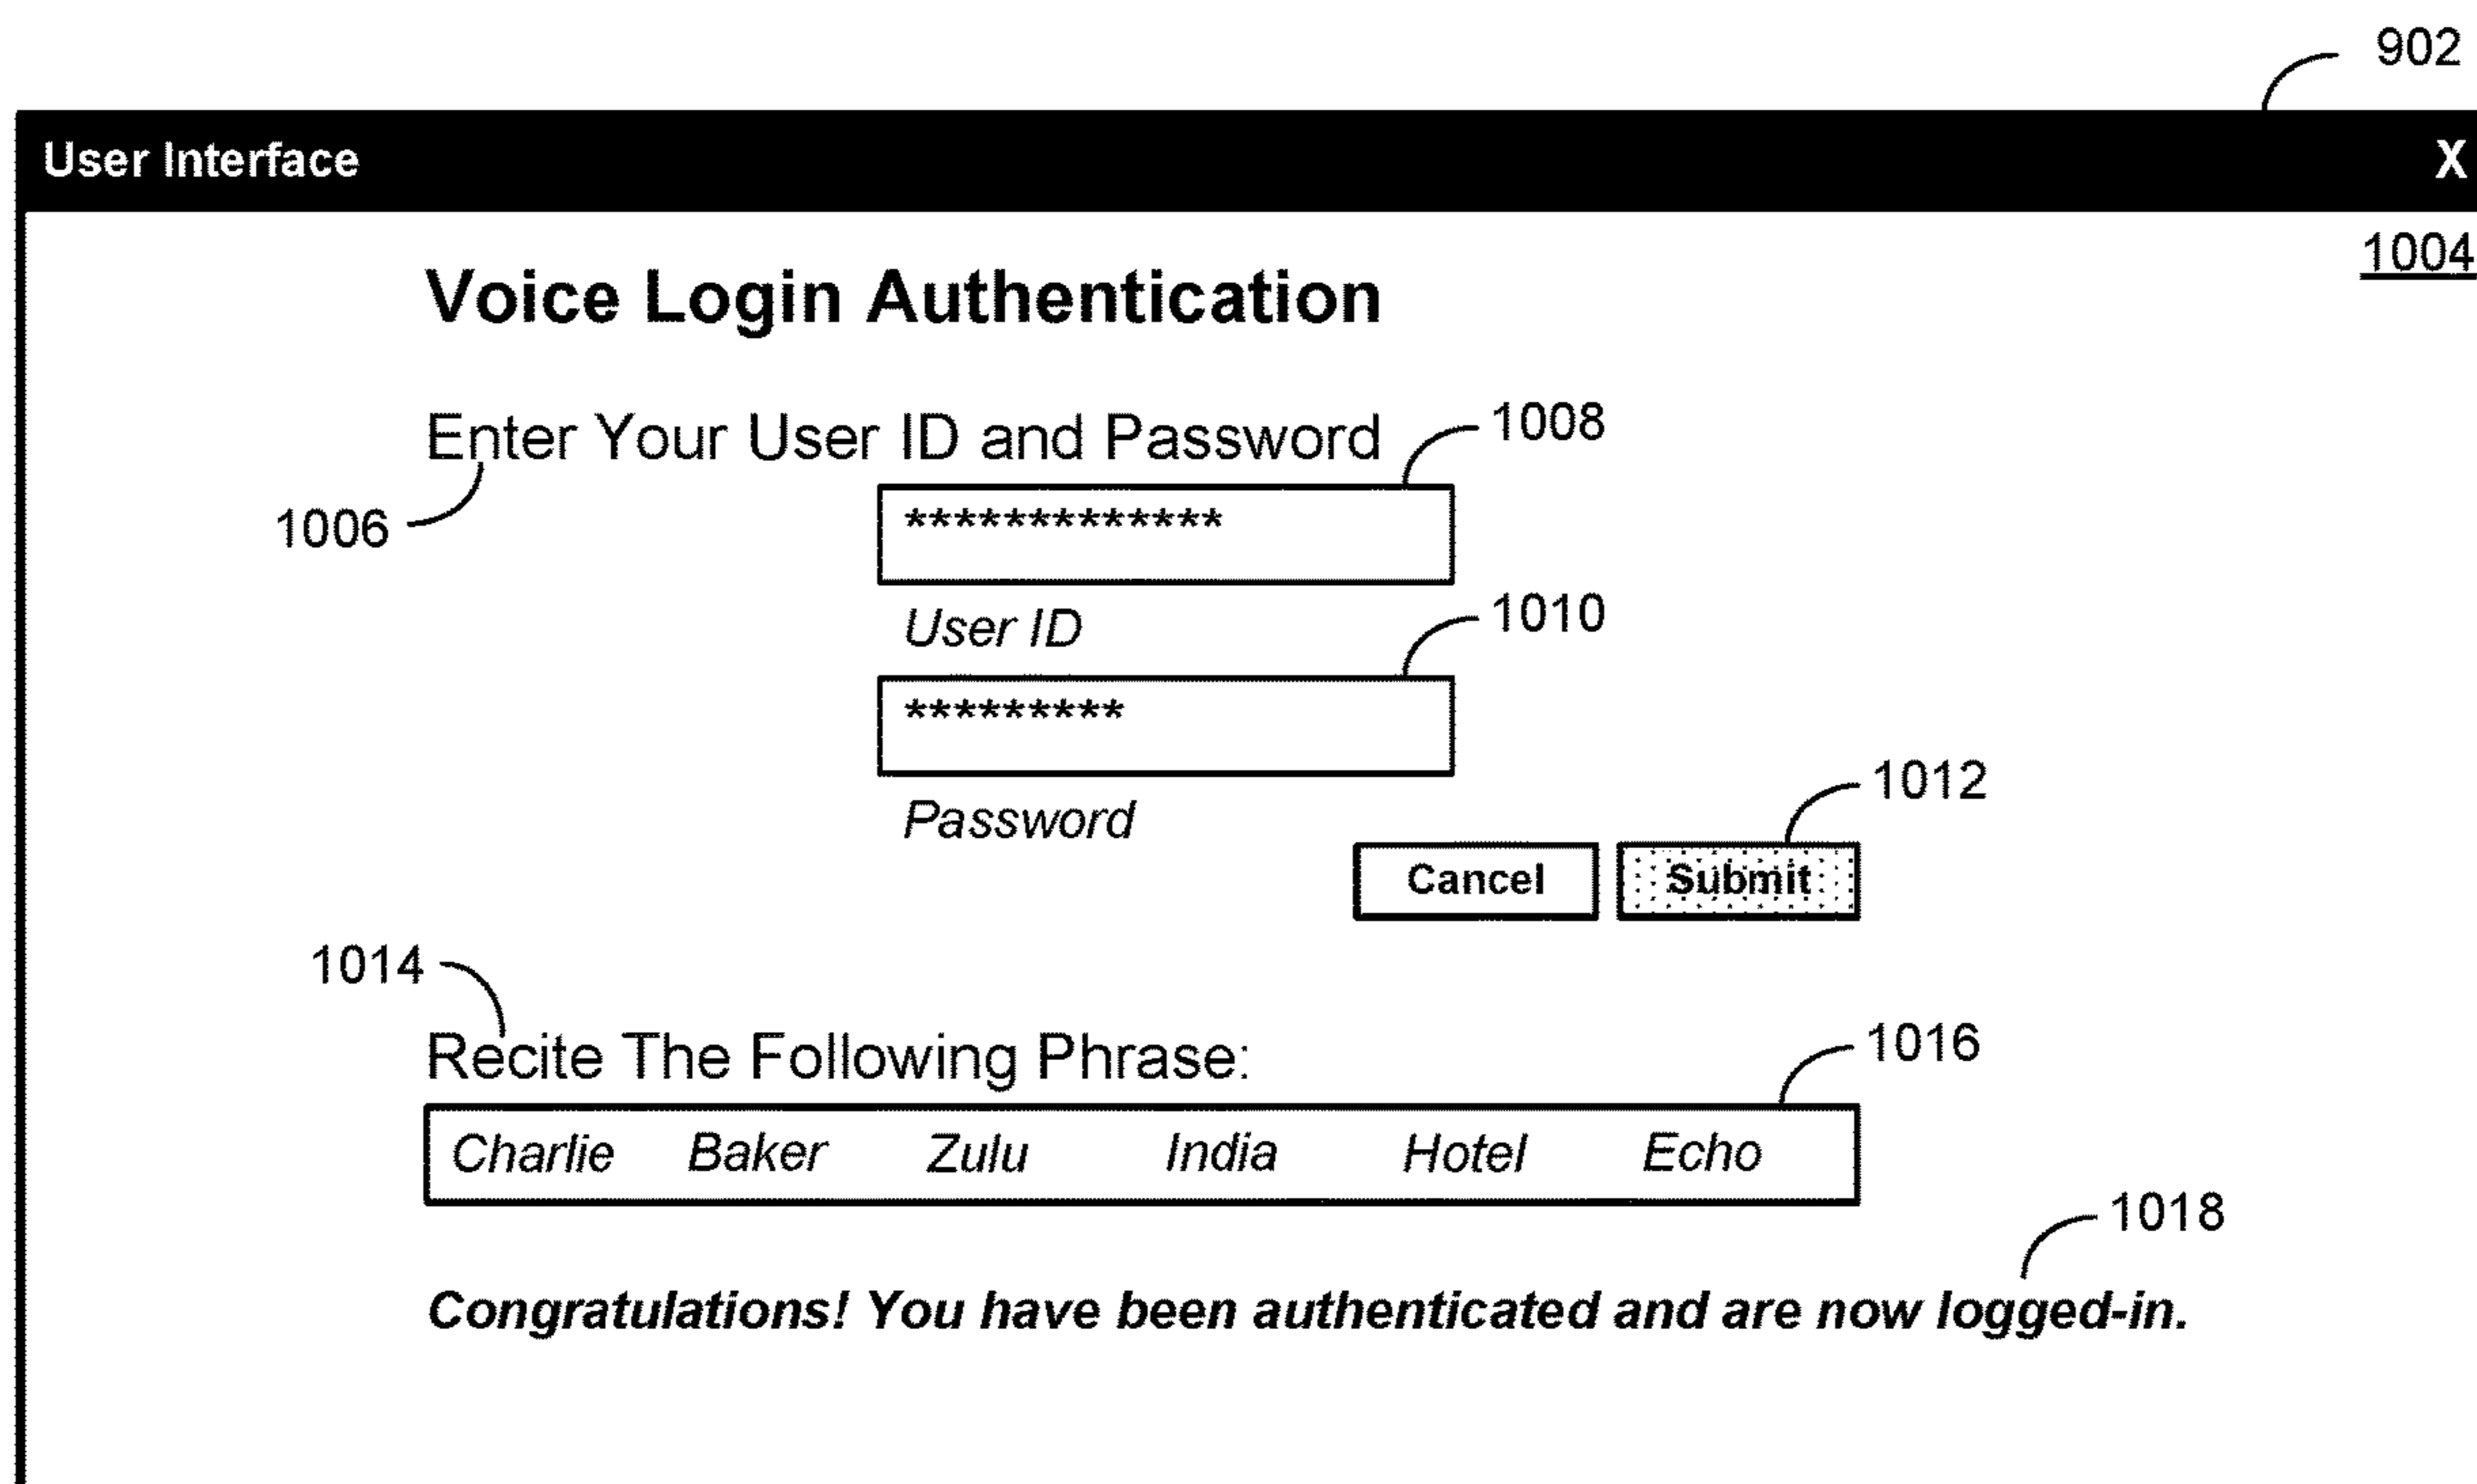 902
User Interface X
1004
Voice Login Authentication
Enter Your User ID and Password 1008
*************
1006
User ID 1010
*********
1012
Password
Cancel Submit
1014
Recite The Following Phrase: 1016
Charlie Baker Zulu India Hotel Echo
1018
Congratulations! You have been authenticated and are now logged-in.